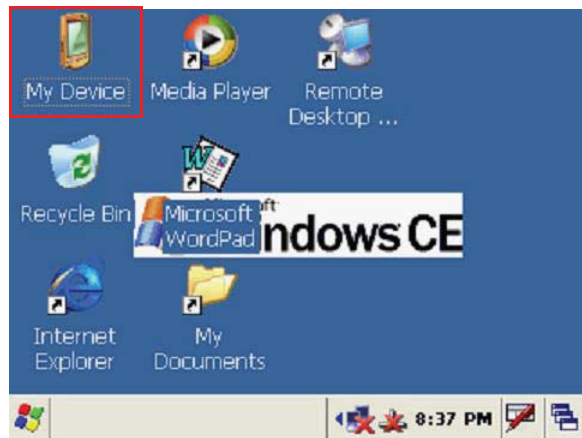 My Device
Media Player
Remote
Desktop ...
Recycle Bin
Microsoft
WordPad
ndows CE
Internet
Explorer
My
Documents
8:37 PM